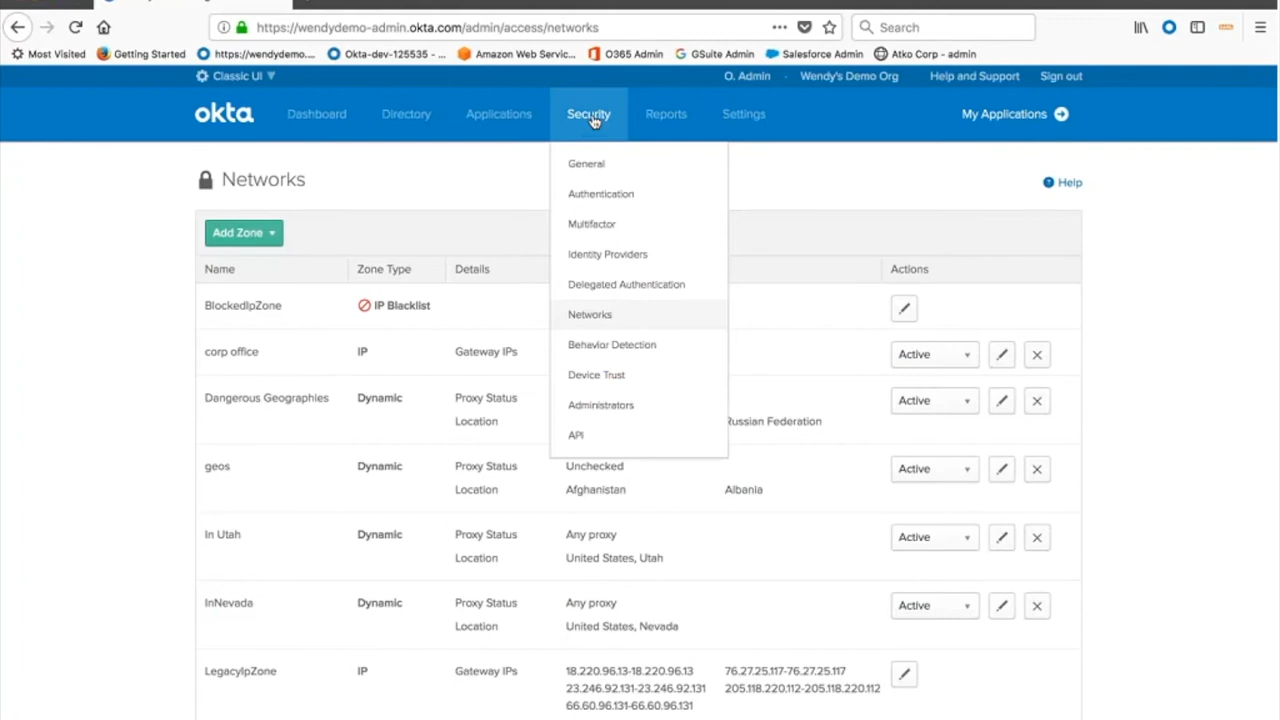 https://wendydemo-admin.okta.com/admin/access/networks
Search
Most Visited
Getting Started
https://wendydemo....
Okta-dev-125535 - ...
Amazon Web Servic...
O365 Admin
GSuite Admin
Salesforce Admin
Atko Corp - admin
Classic UI
O. Admin
Wendy's Demo Org
Help and Support
Sign out
okta
Dashboard
Directory
Applications
Security
Reports
Settings
My Applications
General
Networks
Help
Authentication
Multifactor
Identity Providers
Delegated Authentication
Networks
Behavior Detection
Device Trust
Administrators
API
Add Zone
Name Zone Type Details Actions
BlockedIpZone IP Blacklist
corp office IP Gateway IPs Active
Dangerous Geographies Dynamic Proxy Status Active
Location Russian Federation
geos Dynamic Proxy Status Unchecked Active
Location Afghanistan Albania
In Utah Dynamic Proxy Status Any proxy Active
Location United States, Utah
InNevada Dynamic Proxy Status Any proxy Active
Location United States, Nevada
LegacyIpZone IP Gateway IPs 18.220.96.13-18.220.96.13 76.27.25.117-76.27.25.117
23.246.92.131-23.246.92.131 205.118.220.112-205.118.220.112
66.60.96.131-66.60.96.131